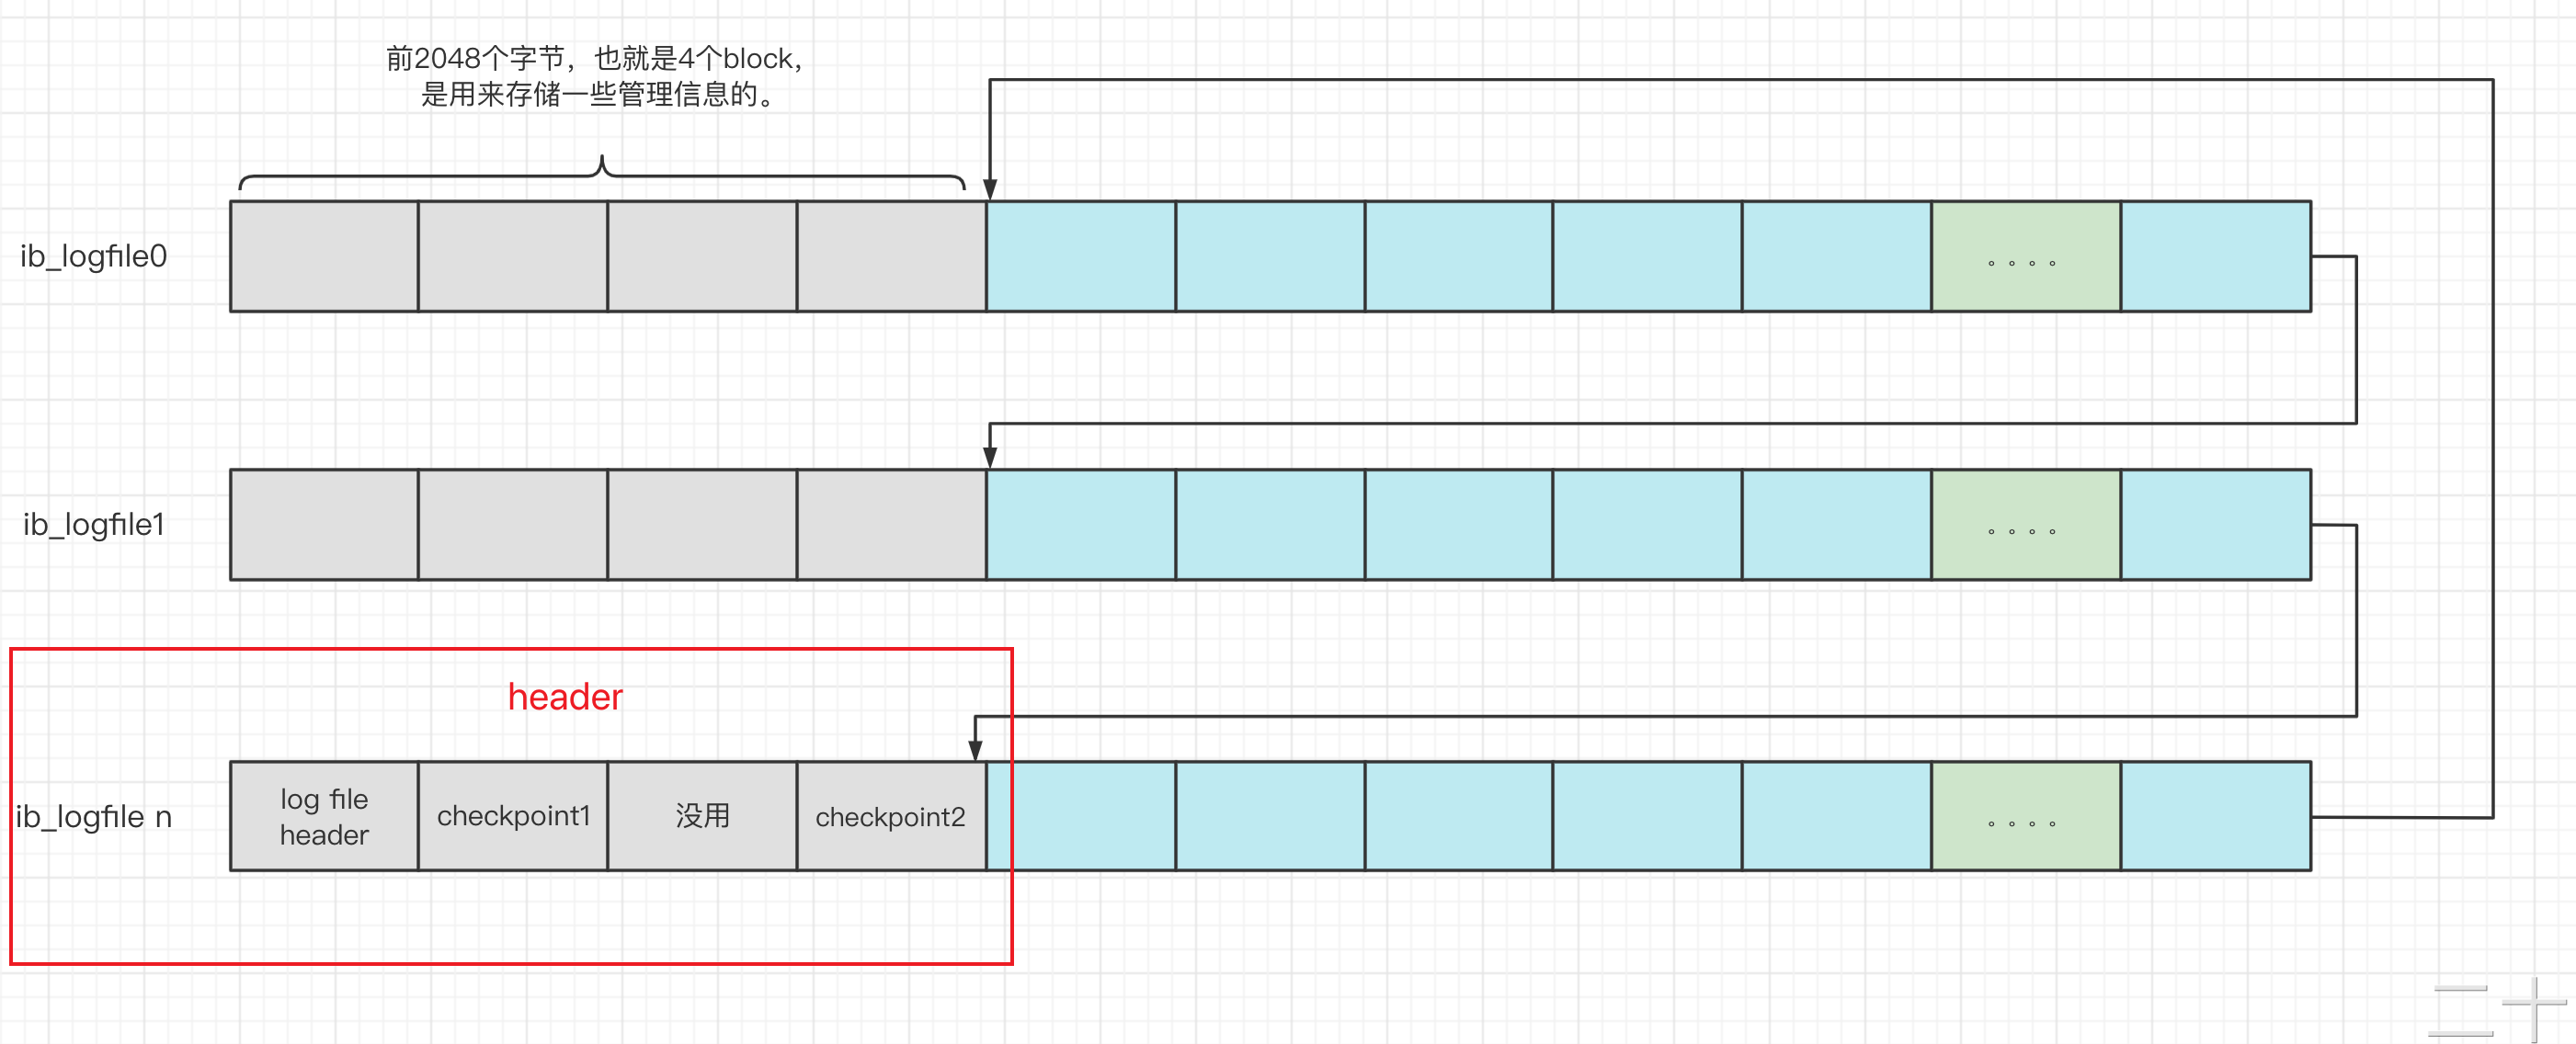 前2048个字节，也就是4个block，
是用来存储一些管理信息的。
ib_logfile0
。。。。
ib_logfile1
。。。。
header
ib_logfile n
log file
header
checkpoint1
没用
checkpoint2
。。。。
二十